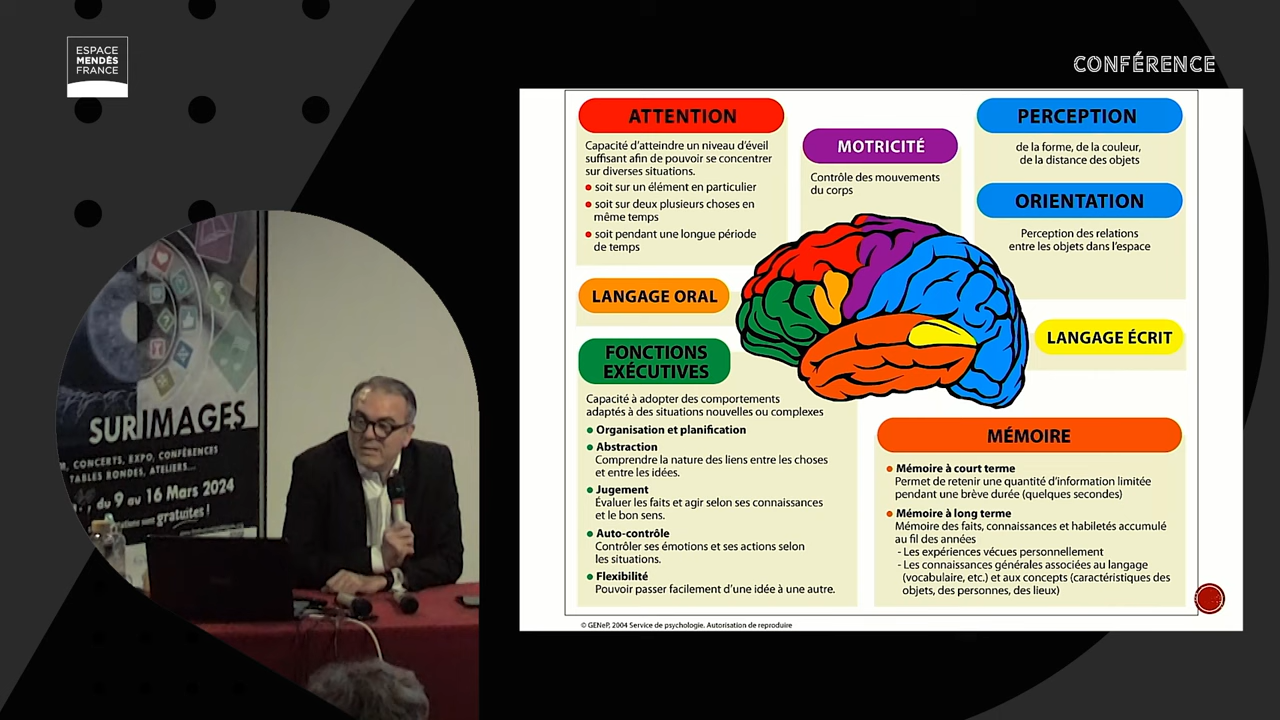 ESPACE
MENDÈS
FRANCE
CONFÉRENCE
SUR IMAGES
CONCERTS, EXPO, CONFÉRENCES
TABLES RONDES, ATELIERS...
du 9 au 16 Mars 2024
gratuites !
ATTENTION
Capacité d'atteindre un niveau d'éveil
suffisant afin de pouvoir se concentrer
sur diverses situations.
• soit sur un élément en particulier
• soit sur deux plusieurs choses en
même temps
• soit pendant une longue période
de temps
MOTRICITÉ
Contrôle des mouvements
du corps
PERCEPTION
de la forme, de la couleur,
de la distance des objets
ORIENTATION
Perception des relations
entre les objets dans l'espace
LANGAGE ORAL
LANGAGE ÉCRIT
FONCTIONS
EXÉCUTIVES
Capacité à adopter des comportements
adaptés à des situations nouvelles ou complexes
• Organisation et planification
• Abstraction
Comprendre la nature des liens entre les choses
et entre les idées.
• Jugement
Évaluer les faits et agir selon ses connaissances
et le bon sens.
• Auto-contrôle
Contrôler ses émotions et ses actions selon
les situations.
• Flexibilité
Pouvoir passer facilement d'une idée à une autre.
MÉMOIRE
• Mémoire à court terme
Permet de retenir une quantité d'information limitée
pendant une brève durée (quelques secondes)
• Mémoire à long terme
Mémoire des faits, connaissances et habiletés accumulé
au fil des années
- Les expériences vécues personnellement
- Les connaissances générales associées au langage
(vocabulaire, etc.) et aux concepts (caractéristiques des
objets, des personnes, des lieux)
© GENeP, 2004 Service de psychologie. Autorisation de reproduire